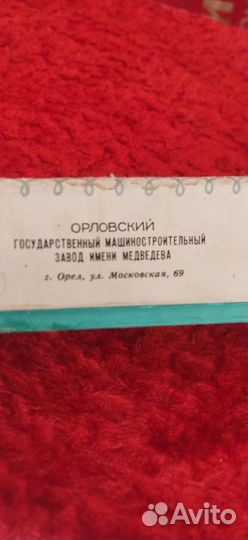 ОРЛОВСКИЙ
ГОСУДАРСТВЕННЫЙ МАШИНОСТРОИТЕЛЬНЫЙ
ЗАВОД ИМЕНИ МЕДВЕДЕВА
г. Орел, ул. Московская, 69
Avito